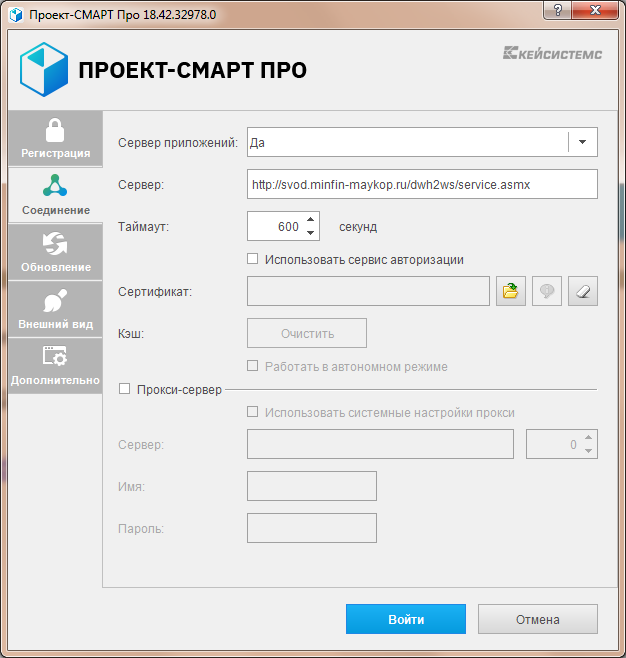 Проект-СМАРТ Про 18.42.32978.0
ПРОЕКТ-СМАРТ ПРО
КЕЙСИСТЕМС
Регистрация
Соединение
Обновление
Внешний вид
Дополнительно
Сервер приложений: Да
Сервер: http://svod.minfin-maykop.ru/dwh2ws/service.asmx
Таймаут: 600 секунд
Использовать сервис авторизации
Сертификат:
Кэш: Очистить
Работать в автономном режиме
Прокси-сервер
Использовать системные настройки прокси
Сервер: 0
Имя:
Пароль:
Войти Отмена